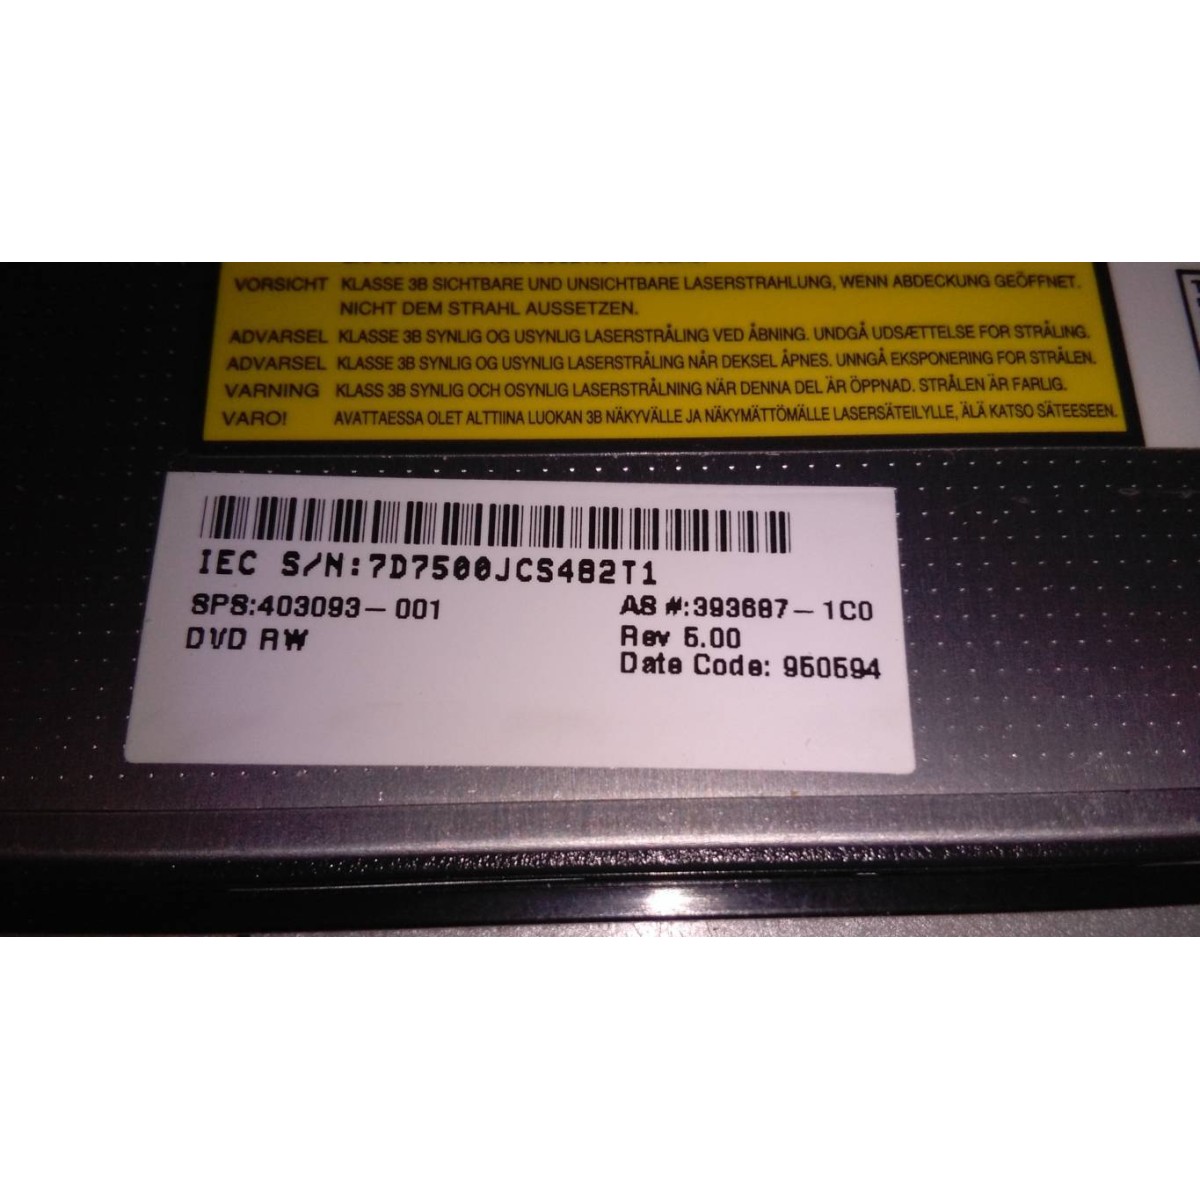 VORSICHT KLASSE 3B SICHTBARE UND UNSICHTBARE LASERSTRAHLUNG, WENN ABDECKUNG GEÖFFNET.
NICHT DEM STRAHL AUSSETZEN.
ADVARSEL KLASSE 3B SYNLIG OG USYNLIG LASERSTRÅLING VED ÅBNING. UNDGÅ UDSÆTTELSE FOR STRÅLING.
ADVARSEL KLASSE 3B SYNLIG OG USYNLIG LASERSTRÅLING NÅR DEKSEL ÅPNES. UNNGÅ EKSPONERING FOR STRÅLEN.
VARNING KLASS 3B SYNLIG OCH OSYNLIG LASERSTRÅLNING NÄR DENNA DEL ÄR ÖPPNAD. STRÅLEN ÄR FARLIG.
VARO! AVATTAESSA OLET ALTTIINA LUOKAN 3B NÄKYVÄLLE JA NÄKYMÄTTÖMÄLLE LASERSÄTEILYLLE, ÄLÄ KATSO SÄTEESEEN.
IEC S/N:7D7500JCS482T1
SPS:403093-001 AS #:393687-1C0
DVD RW Rev 5.00
Date Code: 950594